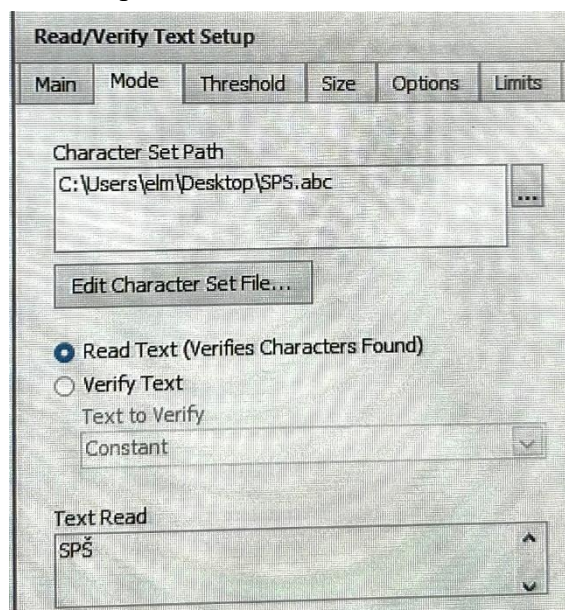 Read/Verify Text Setup
Main Mode Threshold Size Options Limits
Character Set Path
C:\Users\elm\Desktop\SPS.abc
...
Edit Character Set File...
Read Text (Verifies Characters Found)
Verify Text
Text to Verify
Constant
Text Read
SPŠ